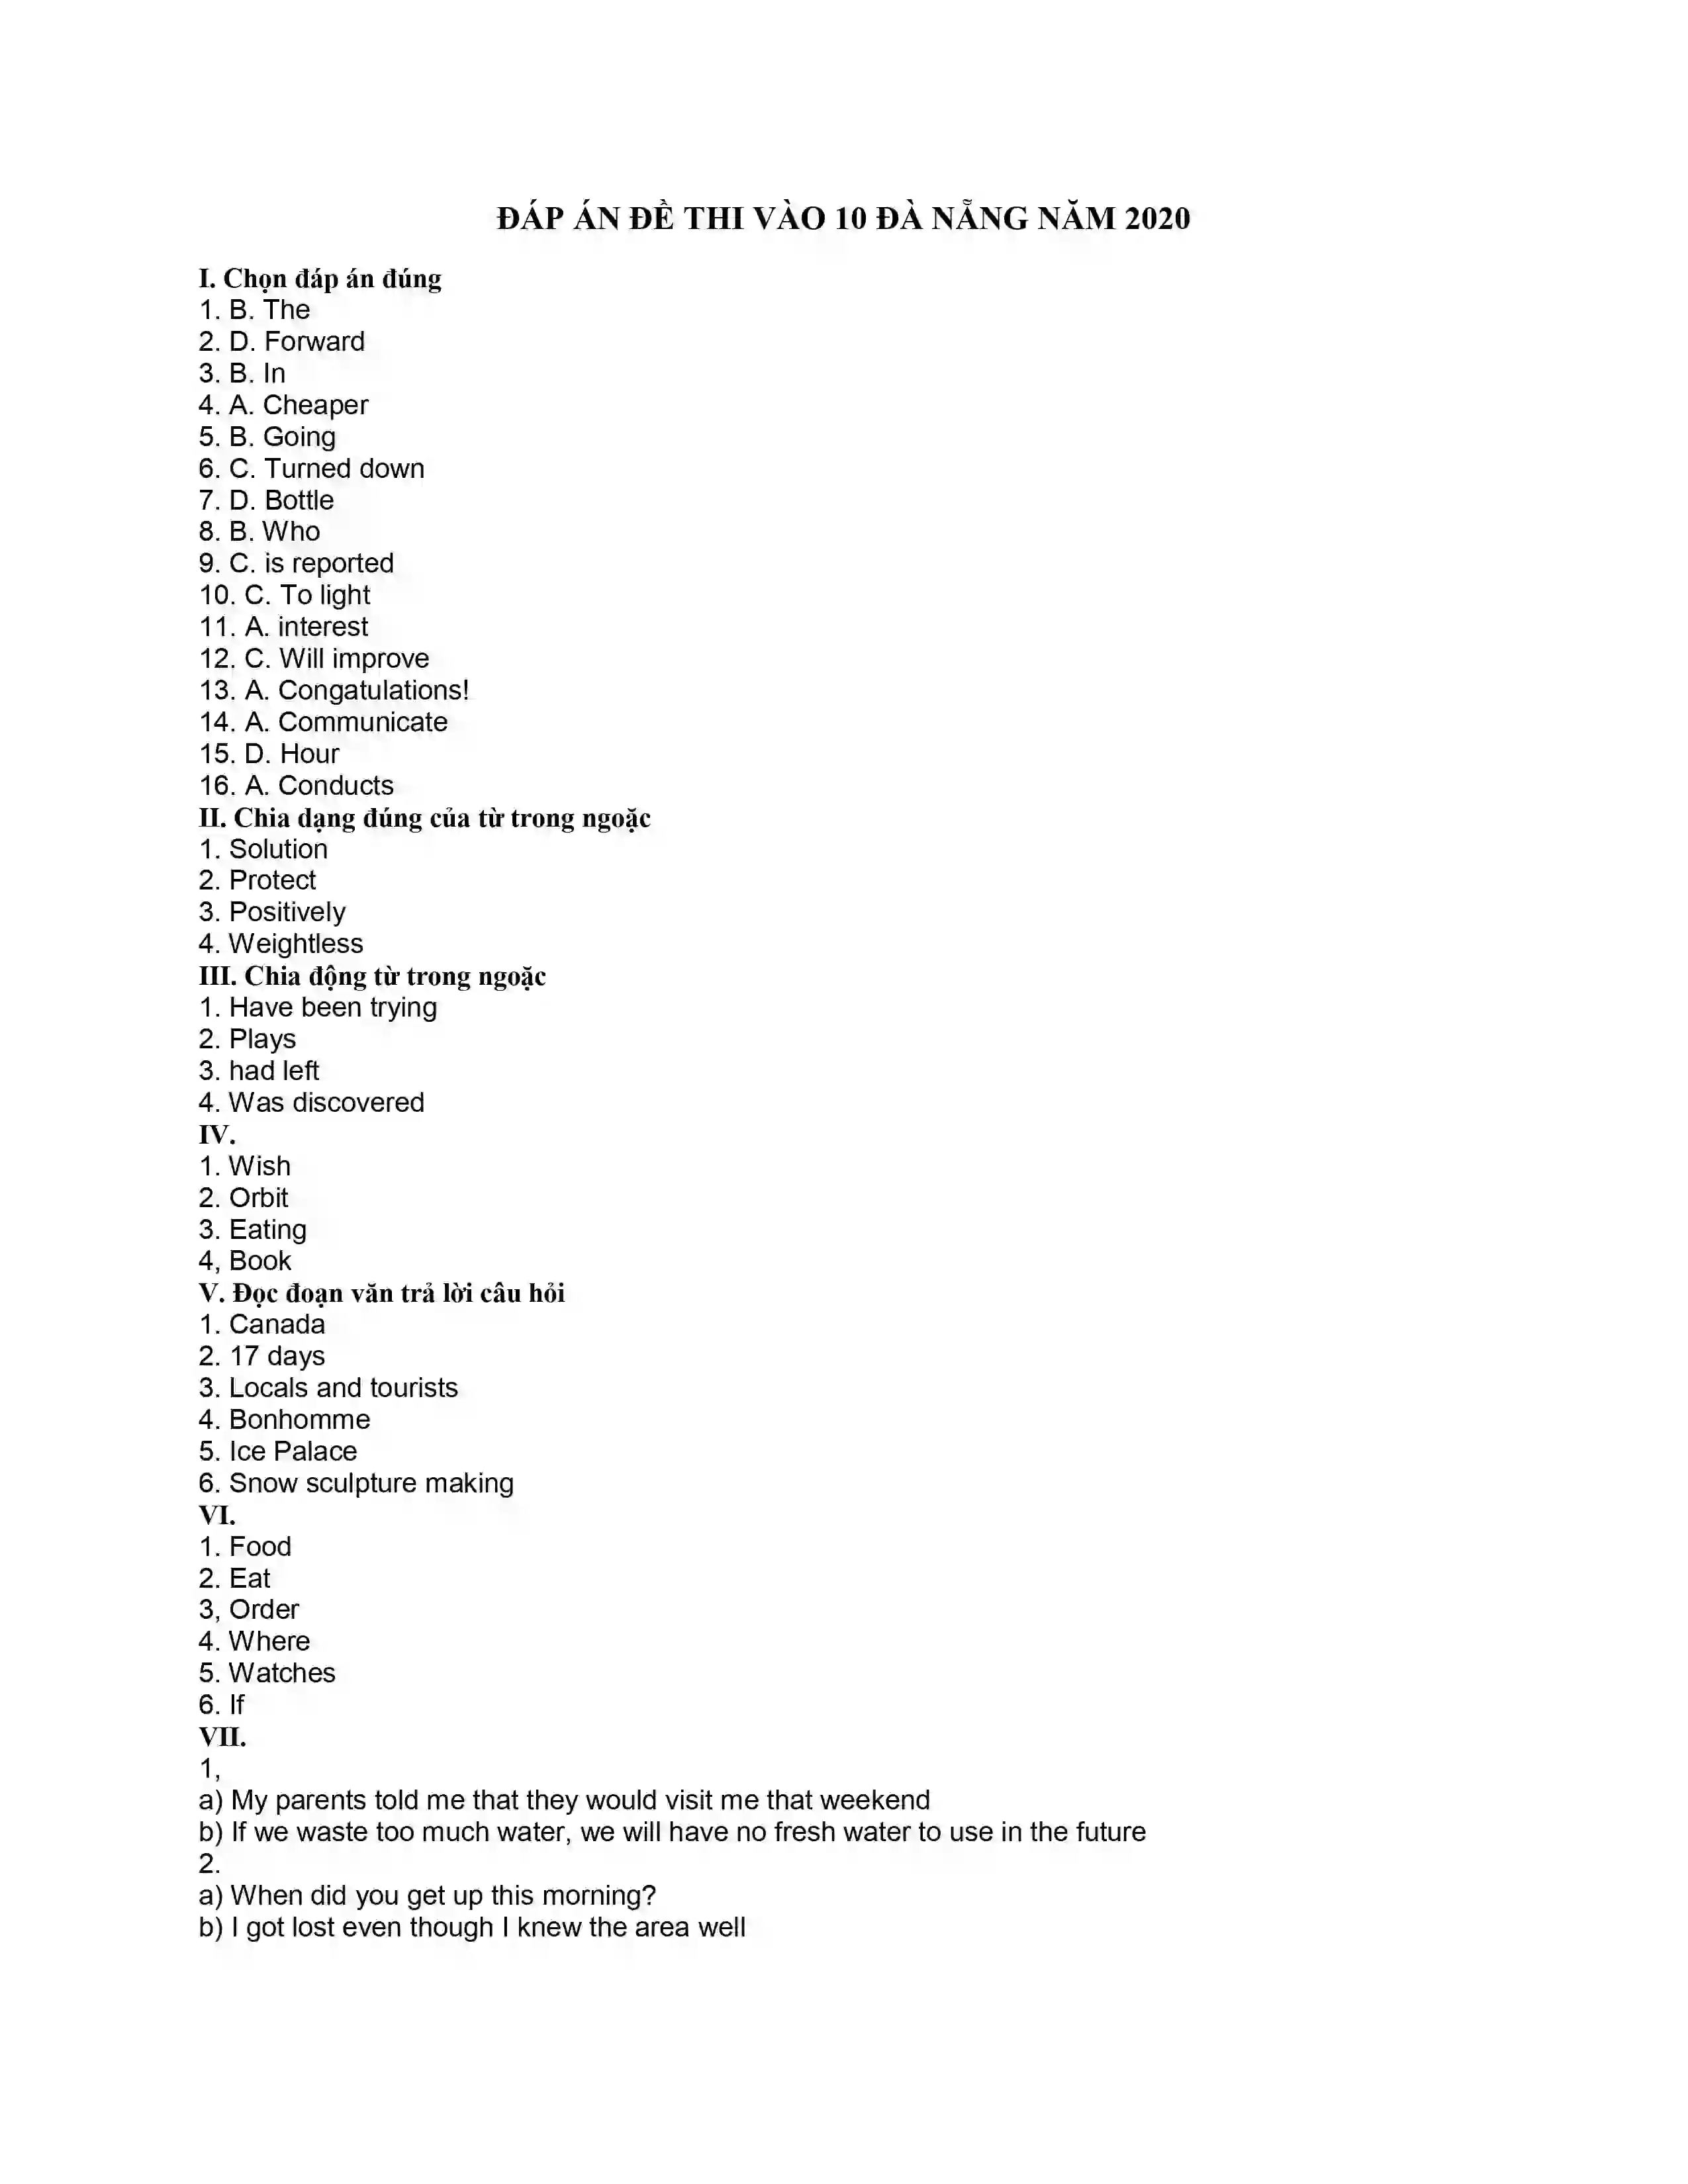 ĐÁP ÁN ĐỀ THI VÀO 10 ĐÀ NẴNG NĂM 2020
I. Chọn đáp án đúng
1. B. The
2. D. Forward
3. B. In
4. A. Cheaper
5. B. Going
6. C. Turned down
7. D. Bottle
8. B. Who
9. C. is reported
10. C. To light
11. A. interest
12. C. Will improve
13. A. Congatulations!
14. A. Communicate
15. D. Hour
16. A. Conducts
II. Chia dạng đúng của từ trong ngoặc
1. Solution
2. Protect
3. Positively
4. Weightless
III. Chia động từ trong ngoặc
1. Have been trying
2. Plays
3. had left
4. Was discovered
IV.
1. Wish
2. Orbit
3. Eating
4, Book
V. Đọc đoạn văn trả lời câu hỏi
1. Canada
2. 17 days
3. Locals and tourists
4. Bonhomme
5. Ice Palace
6. Snow sculpture making
VI.
1. Food
2. Eat
3, Order
4. Where
5. Watches
6. If
VII.
1,
a) My parents told me that they would visit me that weekend
b) If we waste too much water, we will have no fresh water to use in the future
2.
a) When did you get up this morning?
b) I got lost even though I knew the area well